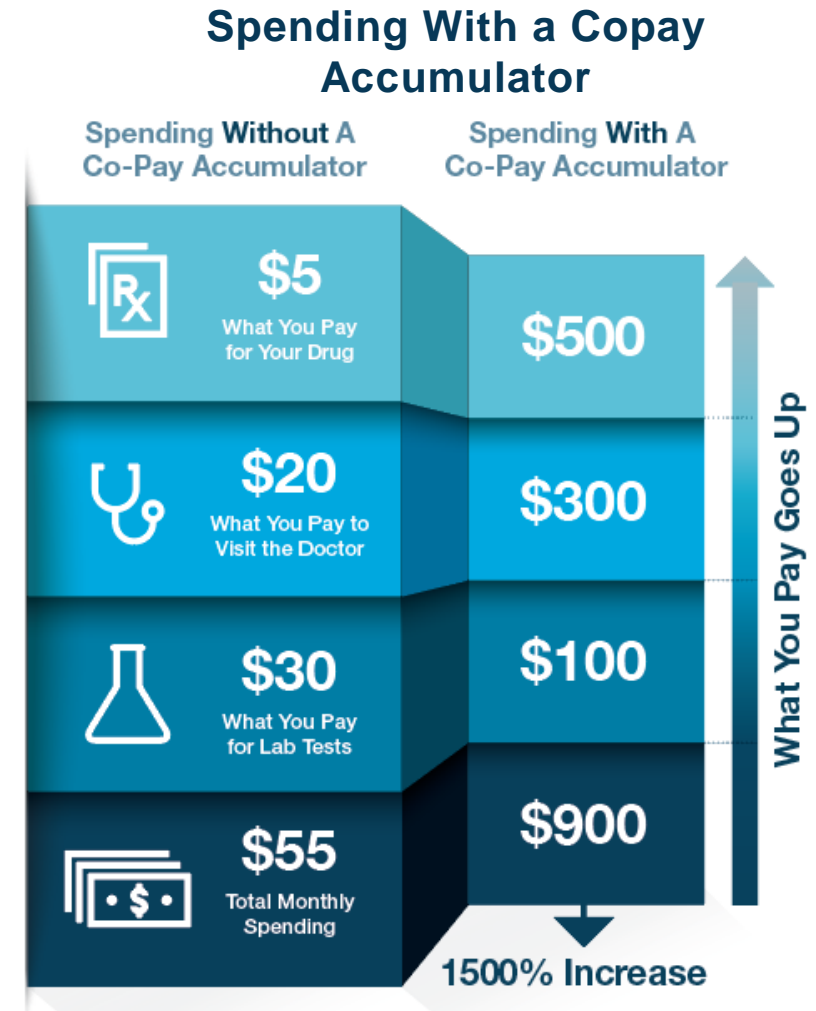 Spending With a Copay
Accumulator
Spending Without A
Co-Pay Accumulator
Spending With A
Co-Pay Accumulator
Rx
$5
What You Pay
for Your Drug
$500
$20
What You Pay to
Visit the Doctor
$300
$30
What You Pay
for Lab Tests
$100
$
$55
Total Monthly
Spending
$900
1500% Increase
What You Pay Goes Up